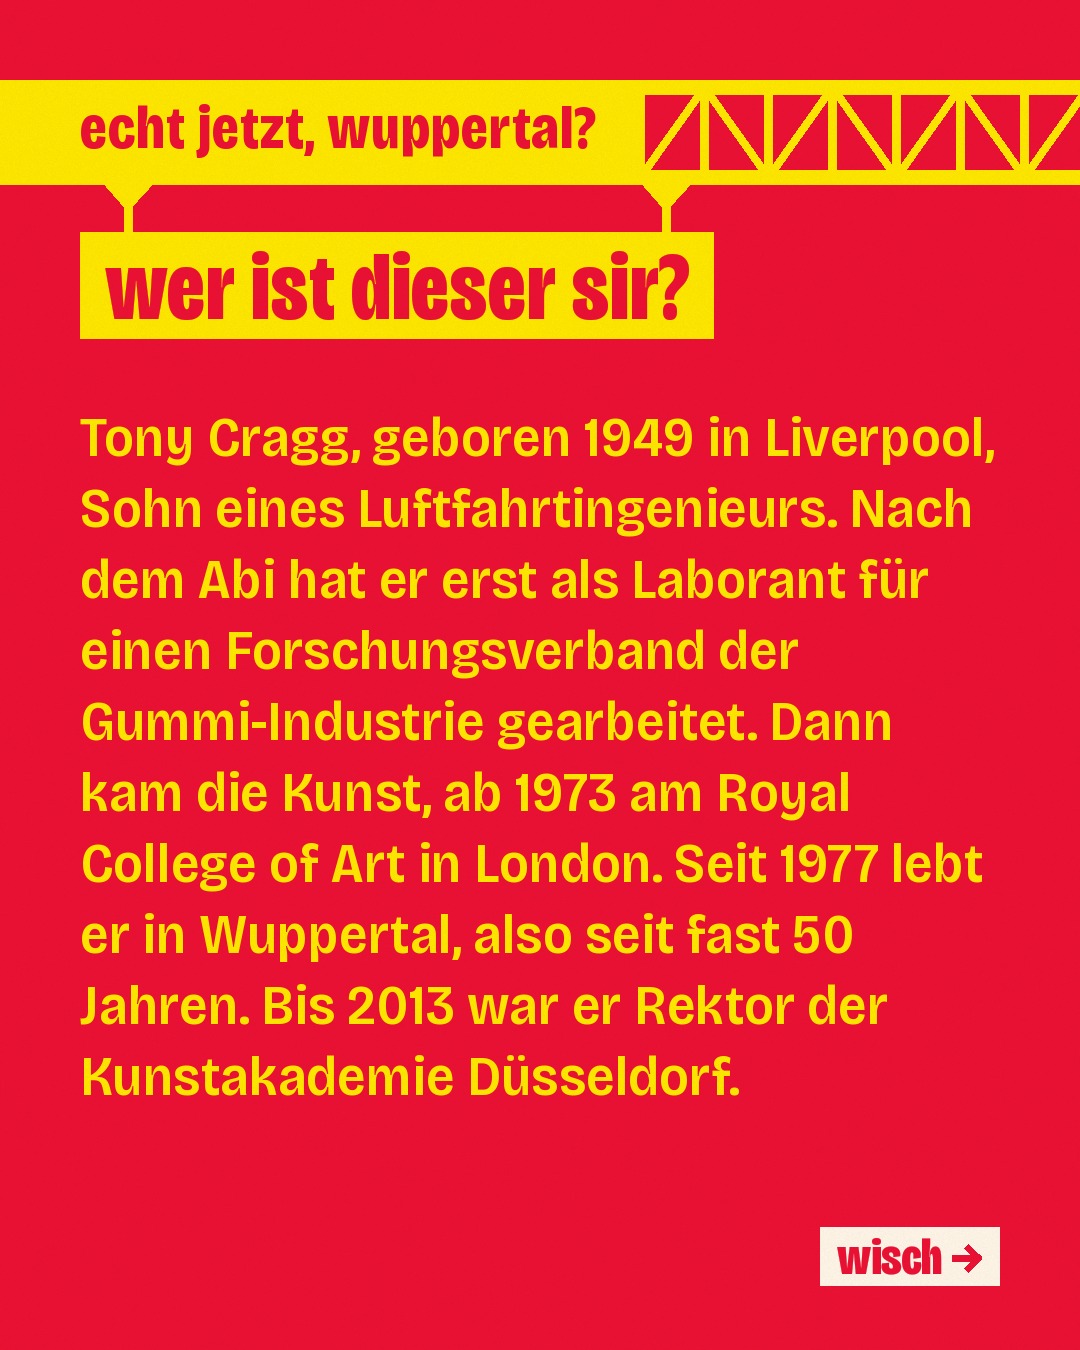 echt jetzt, wuppertal?
wer ist dieser sir?
Tony Cragg, geboren 1949 in Liverpool,
Sohn eines Luftfahrtingenieurs. Nach
dem Abi hat er erst als Laborant für
einen Forschungsverband der
Gummi-Industrie gearbeitet. Dann
kam die Kunst, ab 1973 am Royal
College of Art in London. Seit 1977 lebt
er in Wuppertal, also seit fast 50
Jahren. Bis 2013 war er Rektor der
Kunstakademie Düsseldorf.
wisch →